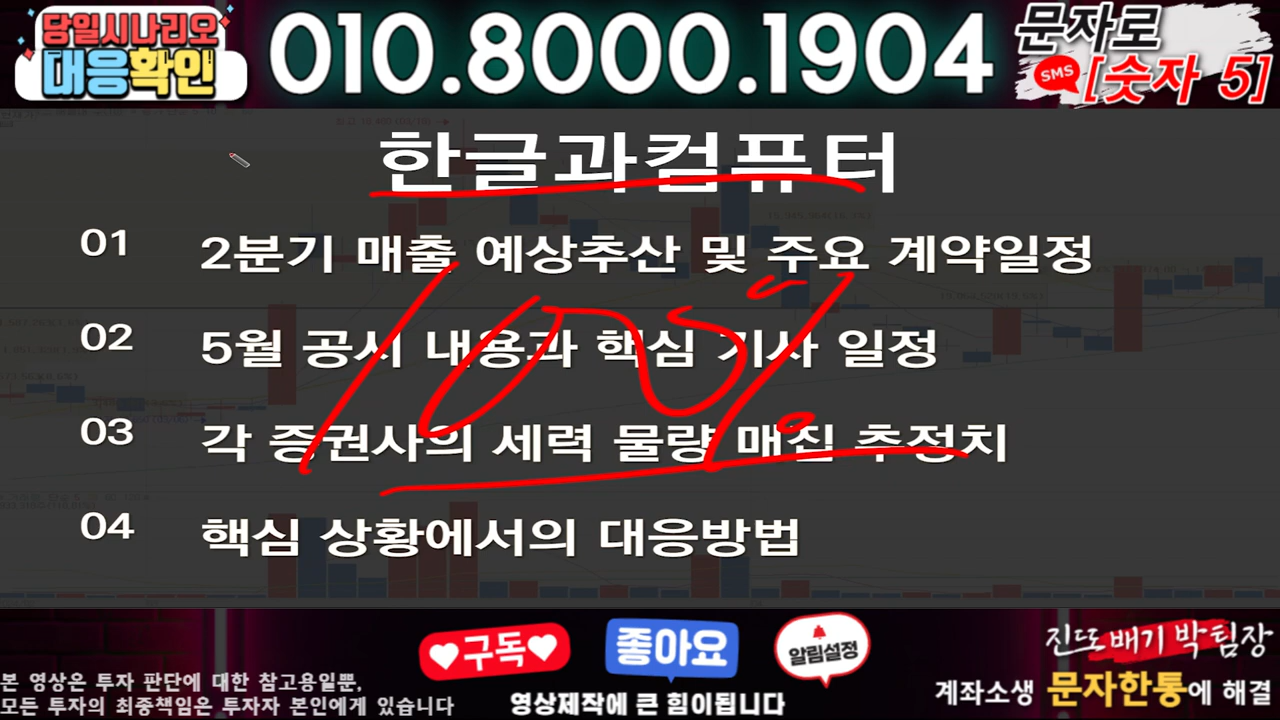 당일시나리오
대응확인
010.8000.1904
문자로
SMS
[숫자 5]
한글과컴퓨터
01 2분기 매출 예상추산 및 주요 계약일정
02 5월 공시 내용과 핵심 기사 일정
03 각 증권사의 세력 물량 매집 추정치
04 핵심 상황에서의 대응방법
100%
구독
좋아요
알림설정
진또배기 박팀장
본 영상은 투자 판단에 대한 참고용일뿐,
모든 투자의 최종책임은 투자자 본인에게 있습니다
영상제작에 큰 힘이됩니다
계좌소생 문자한통에 해결